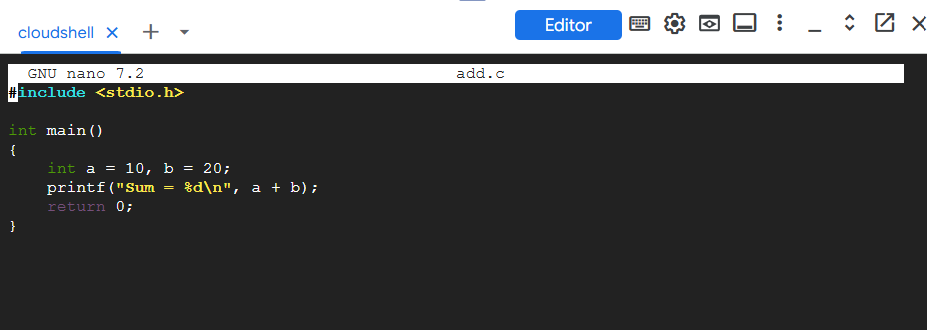 cloudshell
Editor
GNU nano 7.2 add.c
#include <stdio.h>
int main()
{
    int a = 10, b = 20;
    printf("Sum = %d\n", a + b);
    return 0;
}